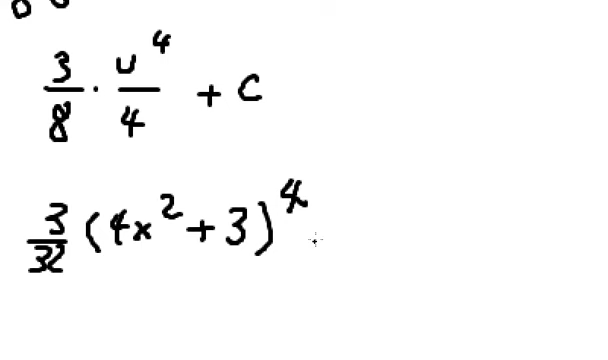 3/8 · u^4/4 + C
3/32 (4x^2 + 3)^4